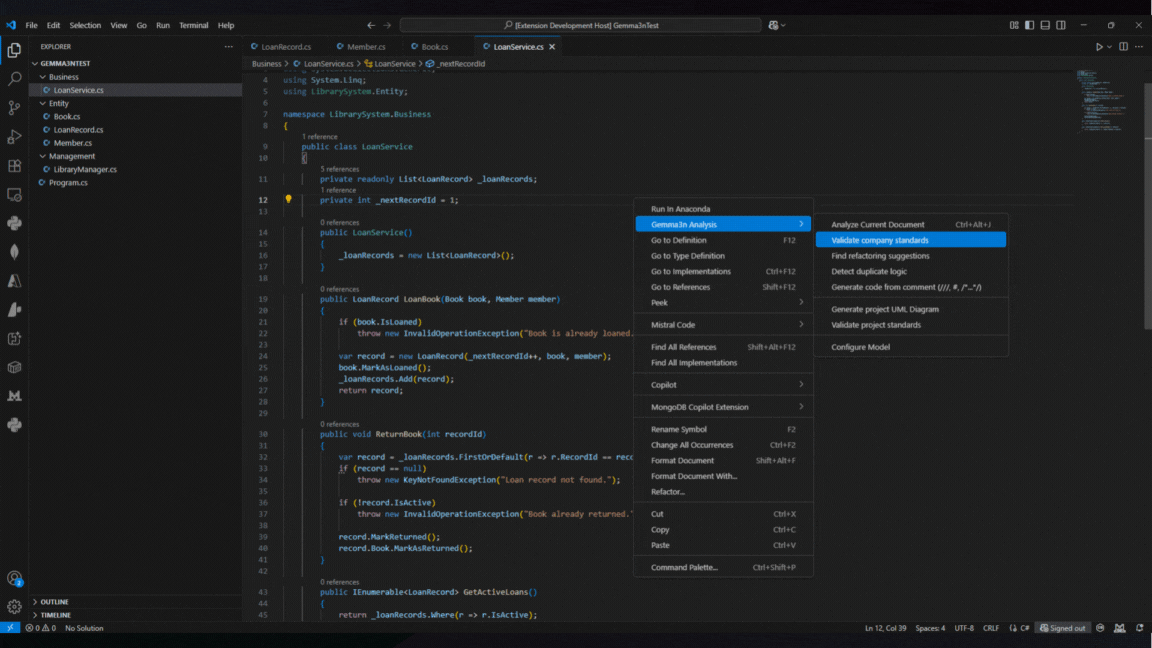 File Edit Selection View Go Run Terminal Help
[Extension Development Host] Gemma3nTest
EXPLORER
GEMMA3NTEST
Business
LoanService.cs
Entity
Book.cs
LoanRecord.cs
Member.cs
Management
LibraryManager.cs
Program.cs
OUTLINE
TIMELINE
LoanRecord.cs Member.cs Book.cs LoanService.cs
Business > LoanService.cs > LoanService > _nextRecordId
4 using System.Linq;
5 using LibrarySystem.Entity;
6
7 namespace LibrarySystem.Business
8 {
1 reference
9 public class LoanService
10 {
5 references
11 private readonly List<LoanRecord> _loanRecords;
1 reference
12 private int _nextRecordId = 1;
13
0 references
14 public LoanService()
15 {
16 _loanRecords = new List<LoanRecord>();
17 }
18
0 references
19 public LoanRecord LoanBook(Book book, Member member)
20 {
21 if (book.IsLoaned)
22 throw new InvalidOperationException("Book is already loaned.
23
24 var record = new LoanRecord(_nextRecordId++, book, member);
25 book.MarkAsLoaned();
26 _loanRecords.Add(record);
27 return record;
28 }
29
0 references
30 public void ReturnBook(int recordId)
31 {
32 var record = _loanRecords.FirstOrDefault(r => r.RecordId == reco
33 if (record == null)
34 throw new KeyNotFoundException("Loan record not found.");
35
36 if (!record.IsActive)
37 throw new InvalidOperationException("Book already returned."
38
39 record.MarkReturned();
40 record.Book.MarkAsReturned();
41 }
42
0 references
43 public IEnumerable<LoanRecord> GetActiveLoans()
44 {
45 return _loanRecords.Where(r => r.IsActive);
Run In Anaconda
Gemma3n Analysis
Go to Definition F12
Go to Type Definition
Go to Implementations Ctrl+F12
Go to References Shift+F12
Peek
Mistral Code
Find All References Shift+Alt+F12
Find All Implementations
Copilot
MongoDB Copilot Extension
Rename Symbol F2
Change All Occurrences Ctrl+F2
Format Document Shift+Alt+F
Format Document With...
Refactor...
Cut Ctrl+X
Copy Ctrl+C
Paste Ctrl+V
Command Palette... Ctrl+Shift+P
Analyze Current Document Ctrl+Alt+J
Validate company standards
Find refactoring suggestions
Detect duplicate logic
Generate code from comment (///, #, /*...*/)
Generate project UML Diagram
Validate project standards
Configure Model
2
0 0 No Solution
Ln 12, Col 39 Spaces: 4 UTF-8 CRLF C# Signed out